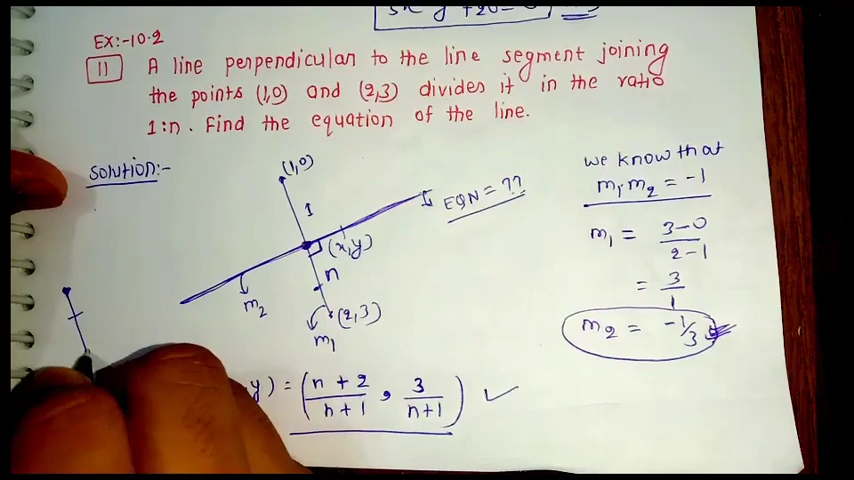 Ex:-10.2
11 A line perpendicular to the line segment joining
the points (1,0) and (2,3) divides it in the ratio
1:n. Find the equation of the line.
Solution:-
(1,0)
1
EQN = ??
(x,y)
n
m2
(2,3)
m1
y) = (n+2/n+1 , 3/n+1) ✓
we know that
m1 m2 = -1
m1 = 3-0/2-1
= 3/1
m2 = -1/3